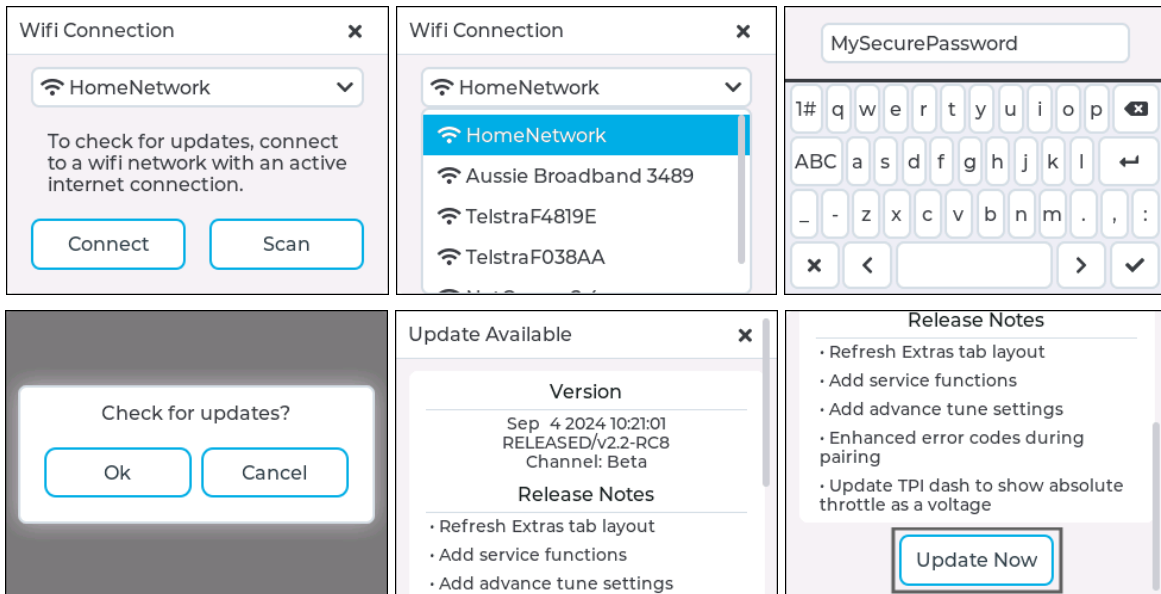 Wifi Connection
HomeNetwork
To check for updates, connect
to a wifi network with an active
internet connection.
Connect
Scan
Wifi Connection
HomeNetwork
HomeNetwork
Aussie Broadband 3489
TelstraF4819E
TelstraF038AA
MySecurePassword
1# q w e r t y u i o p
ABC a s d f g h j k l
_ - z x c v b n m . , :
Check for updates?
Ok
Cancel
Update Available
Version
Sep 4 2024 10:21:01
RELEASED/v2.2-RC8
Channel: Beta
Release Notes
• Refresh Extras tab layout
• Add service functions
• Add advance tune settings
Release Notes
• Refresh Extras tab layout
• Add service functions
• Add advance tune settings
• Enhanced error codes during
pairing
• Update TPI dash to show absolute
throttle as a voltage
Update Now